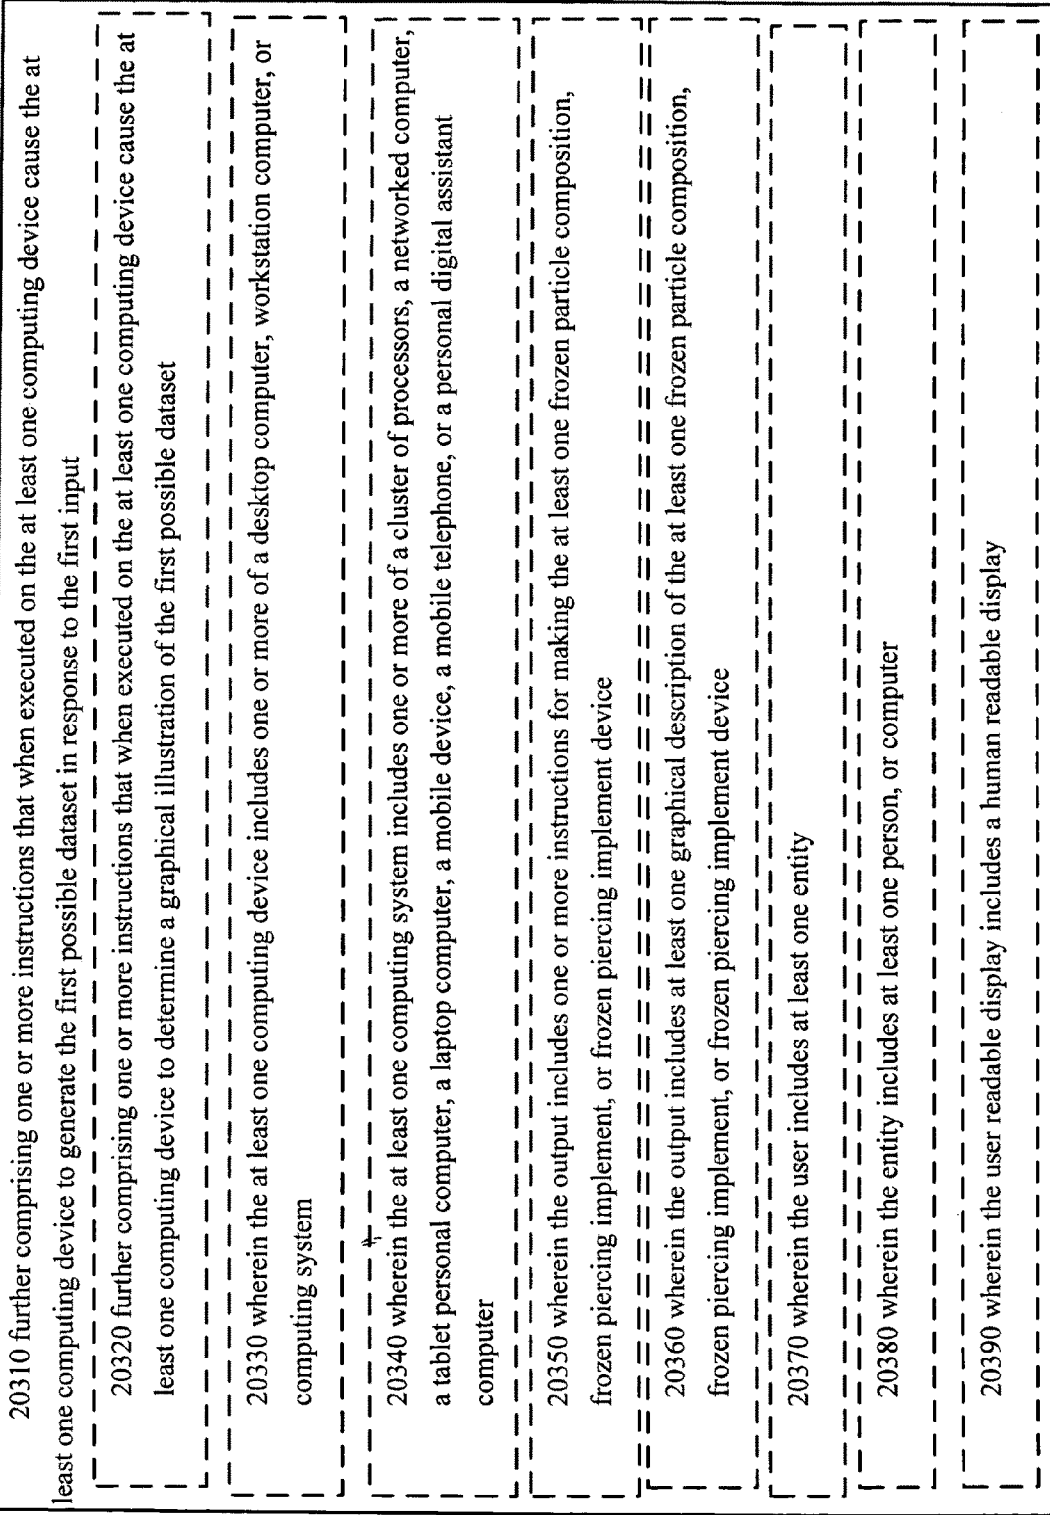 20310 further comprising one or more instructions that when executed on the at least one computing device cause the at
least one computing device to generate the first possible dataset in response to the first input
20320 further comprising one or more instructions that when executed on the at least one computing device cause the at
least one computing device to determine a graphical illustration of the first possible dataset
20330 wherein the at least one computing device includes one or more of a desktop computer, workstation computer, or
computing system
20340 wherein the at least one computing system includes one or more of a cluster of processors, a networked computer,
a tablet personal computer, a laptop computer, a mobile device, a mobile telephone, or a personal digital assistant
computer
20350 wherein the output includes one or more instructions for making the at least one frozen particle composition,
frozen piercing implement, or frozen piercing implement device
20360 wherein the output includes at least one graphical description of the at least one frozen particle composition,
frozen piercing implement, or frozen piercing implement device
20370 wherein the user includes at least one entity
20380 wherein the entity includes at least one person, or computer
20390 wherein the user readable display includes a human readable display